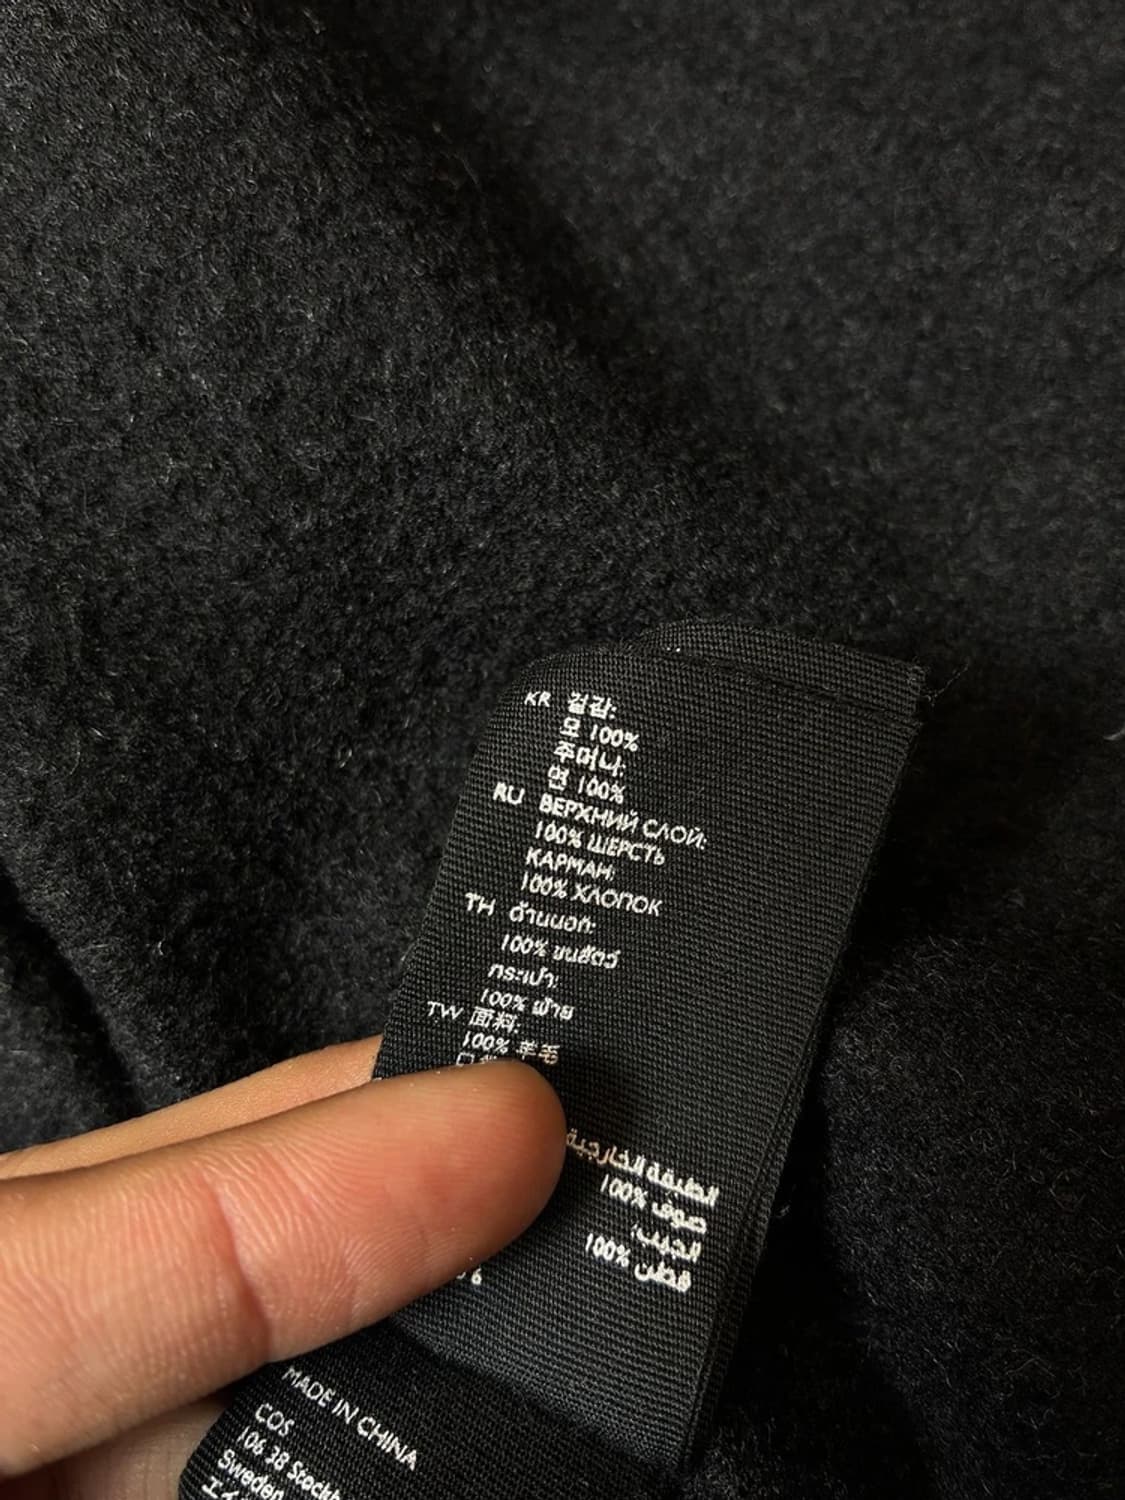 KR 겉감:
모 100%
주머니:
면 100%
RU ВЕРХНИЙ СЛОЙ:
100% ШЕРСТЬ
КАРМАН:
100% ХЛОПОК
TH ด้านนอก:
100% ขนสัตว์
กระเป๋า:
100% ฝ้าย
TW 面料:
100% 羊毛
الطبقة الخارجية
100% صوف
الجيب:
100% قطن
MADE IN CHINA
COS
106 38
Sweden